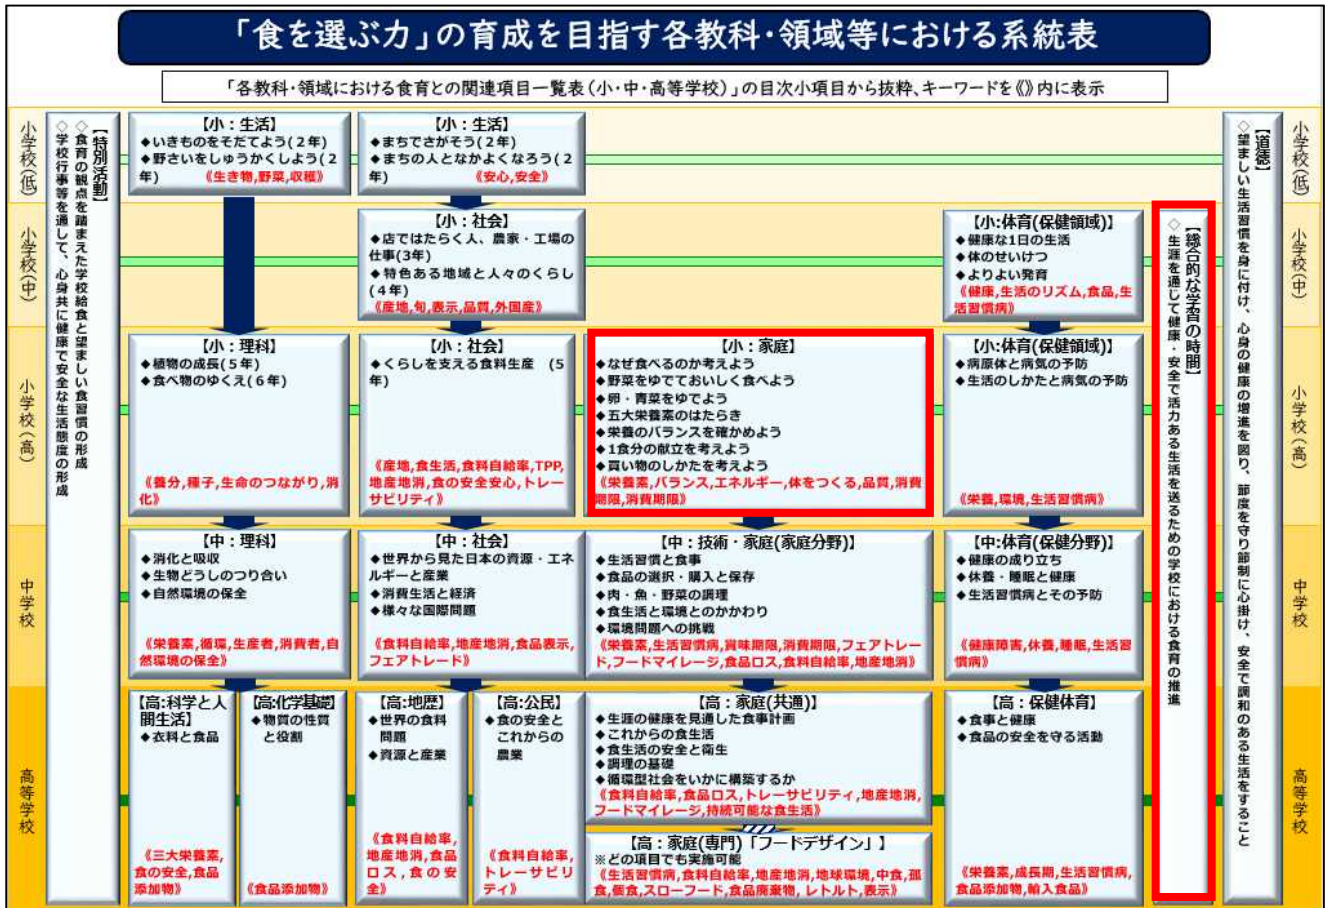 「食を選ぶ力」の育成を目指す各教科・領域等における系統表
「各教科・領域における食育との関連項目一覧表(小・中・高等学校)」の目次小項目から抜粋、キーワードを《》内に表示
小学校(低)
小学校(中)
小学校(高)
中学校
高等学校
【特別活動】
◇食育の観点を踏まえた学校給食と望ましい食習慣の形成
◇学校行事等を通して、心身共に健康で安全な生活態度の形成
【小：生活】
◆いきものをそだてよう(2年)
◆野さいをしゅうかくしよう(2
年) 《生き物,野菜,収穫》
【小：生活】
◆まちでさがそう(2年)
◆まちの人となかよくなろう(2
年) 《安心,安全》
【小：社会】
◆店ではたらく人、農家・工場の
仕事(3年)
◆特色ある地域と人々のくらし
(4年)
《産地,旬,表示,品質,外国産》
【小:体育(保健領域)】
◆健康な1日の生活
◆体のせいけつ
◆よりよい発育
《健康,生活のリズム,食品,生
活習慣病》
【小：理科】
◆植物の成長(5年)
◆食べ物のゆくえ(6年)
《養分,種子,生命のつながり,消
化》
【小：社会】
◆くらしを支える食料生産 (5
年)
《産地,食生活,食料自給率,TPP,
地産地消,食の安全安心,トレー
サビリティ》
【小：家庭】
◆なぜ食べるのか考えよう
◆野菜をゆでておいしく食べよう
◆卵・青菜をゆでよう
◆五大栄養素のはたらき
◆栄養のバランスを確かめよう
◆1食分の献立を考えよう
◆買い物のしかたを考えよう
《栄養素,バランス,エネルギー,体をつくる,品質,消費
期限,消費期限》
【小:体育(保健領域)】
◆病原体と病気の予防
◆生活のしかたと病気の予防
《栄養,環境,生活習慣病》
【中：理科】
◆消化と吸収
◆生物どうしのつり合い
◆自然環境の保全
《栄養素,循環,生産者,消費者,自
然環境の保全》
【中：社会】
◆世界から見た日本の資源・エネ
ルギーと産業
◆消費生活と経済
◆様々な国際問題
《食料自給率,地産地消,食品表示,
フェアトレード》
【中：技術・家庭(家庭分野)】
◆生活習慣と食事
◆食品の選択・購入と保存
◆肉・魚・野菜の調理
◆食生活と環境とのかかわり
◆環境問題への挑戦
《栄養素,生活習慣病,賞味期限,消費期限,フェアトレー
ド,フードマイレージ,食品ロス,食料自給率,地産地消》
【中:体育(保健分野)】
◆健康の成り立ち
◆休養・睡眠と健康
◆生活習慣病とその予防
《健康障害,休養,睡眠,生活習
慣病》
【高:科学と人
間生活】
◆衣料と食品
《三大栄養素,
食の安全,食品
添加物》
【高:化学基礎】
◆物質の性質
と役割
《食品添加物》
【高:地歴】
◆世界の食料
問題
◆資源と産業
《食料自給率,
地産地消,食品
ロス,食の安
全》
【高:公民】
◆食の安全と
これからの
農業
《食料自給率,
トレーサビリ
ティ》
【高：家庭(共通)】
◆生涯の健康を見通した食事計画
◆これからの食生活
◆食生活の安全と衛生
◆調理の基礎
◆循環型社会をいかに構築するか
《食料自給率,食品ロス,トレーサビリティ,地産地消,
フードマイレージ,持続可能な食生活》
【高：家庭(専門)「フードデザイン」】
※どの項目でも実施可能
《生活習慣病,食料自給率,地産地消,地球環境,中食,孤
食,個食,スローフード,食品廃棄物,レトルト,表示》
【高：保健体育】
◆食事と健康
◆食品の安全を守る活動
《栄養素,成長期,生活習慣病,
食品添加物,輸入食品》
【総合的な学習の時間】
◇生涯を通じて健康・安全で活力ある生活を送るための学校における食育の推進
【道徳】
◇望ましい生活習慣を身に付け、心身の健康の増進を図り、節度を守り節制に心掛け、安全で調和のある生活をすること
小学校(低)
小学校(中)
小学校(高)
中学校
高等学校